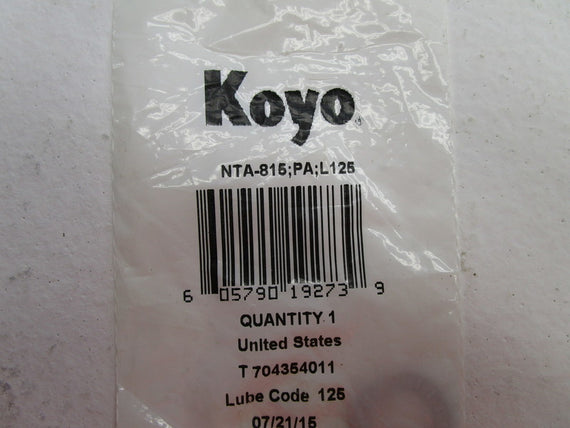 Koyo
NTA-815;PA;L125
6 05790 19273 9
QUANTITY 1
United States
T 704354011
Lube Code 125
07/21/15